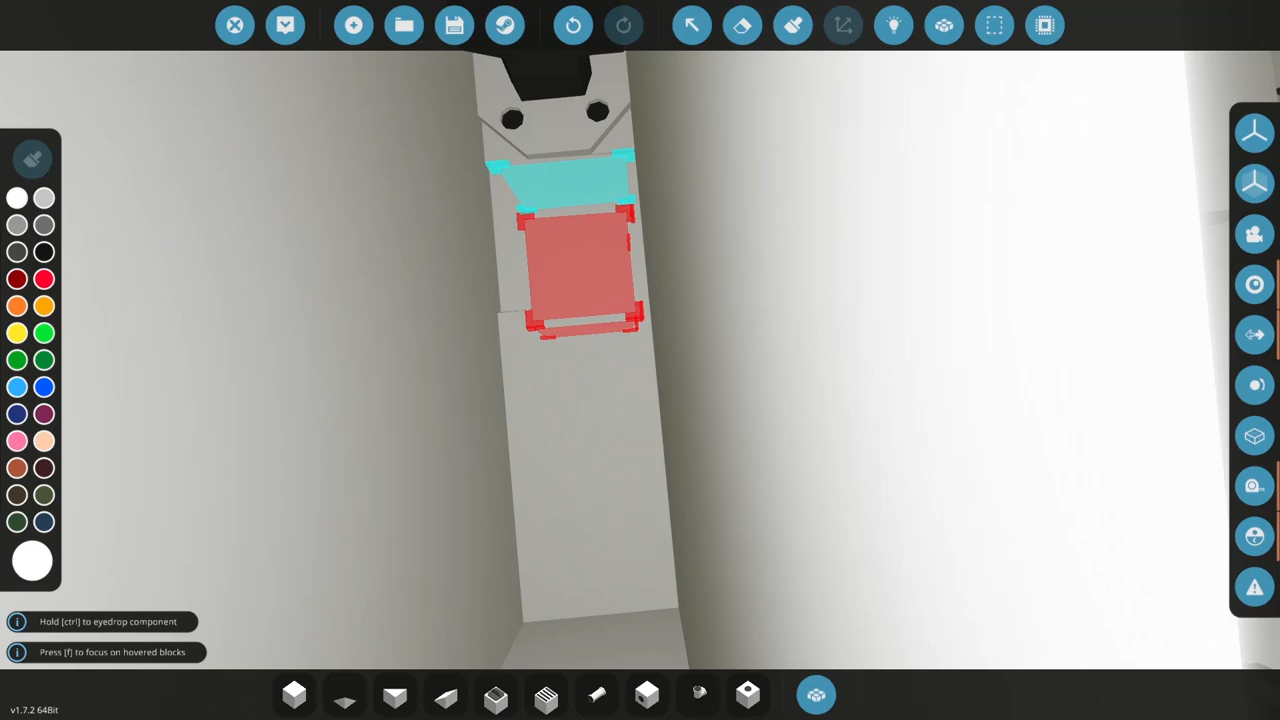 Hold [ctrl] to eyedrop component
Press [f] to focus on hovered blocks
v1.7.2 64Bit